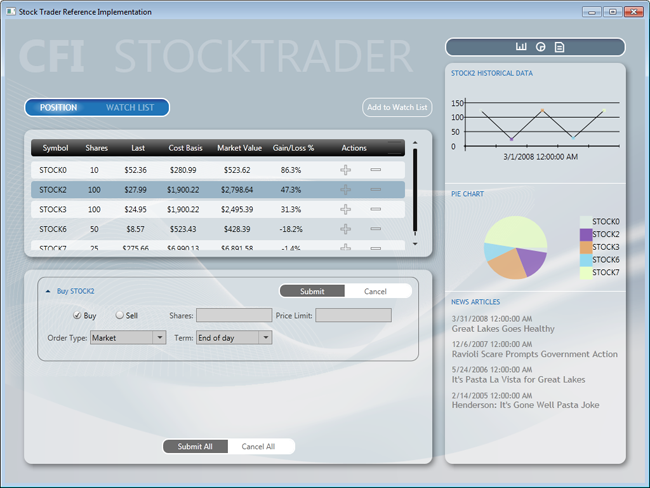 Stock Trader Reference Implementation
CFI STOCKTRADER
POSITION WATCH LIST
Add to Watch List
Symbol Shares Last Cost Basis Market Value Gain/Loss % Actions
STOCK0 10 $52.36 $280.99 $523.62 86.3%
STOCK2 100 $27.99 $1,900.22 $2,798.64 47.3%
STOCK3 100 $24.95 $1,900.22 $2,495.39 31.3%
STOCK6 50 $8.57 $523.43 $428.39 -18.2%
STOCK7 25 $275.66 $6,990.13 $6,891.58 -1.4%
Buy STOCK2
Submit Cancel
Buy Sell Shares: Price Limit:
Order Type: Market Term: End of day
Submit All Cancel All
STOCK2 HISTORICAL DATA
150
100
50
0
3/1/2008 12:00:00 AM
PIE CHART
STOCK0
STOCK2
STOCK3
STOCK6
STOCK7
NEWS ARTICLES
3/31/2008 12:00:00 AM
Great Lakes Goes Healthy
12/6/2007 12:00:00 AM
Ravioli Scare Prompts Government Action
5/24/2006 12:00:00 AM
It's Pasta La Vista for Great Lakes
2/14/2005 12:00:00 AM
Henderson: It's Gone Well Pasta Joke